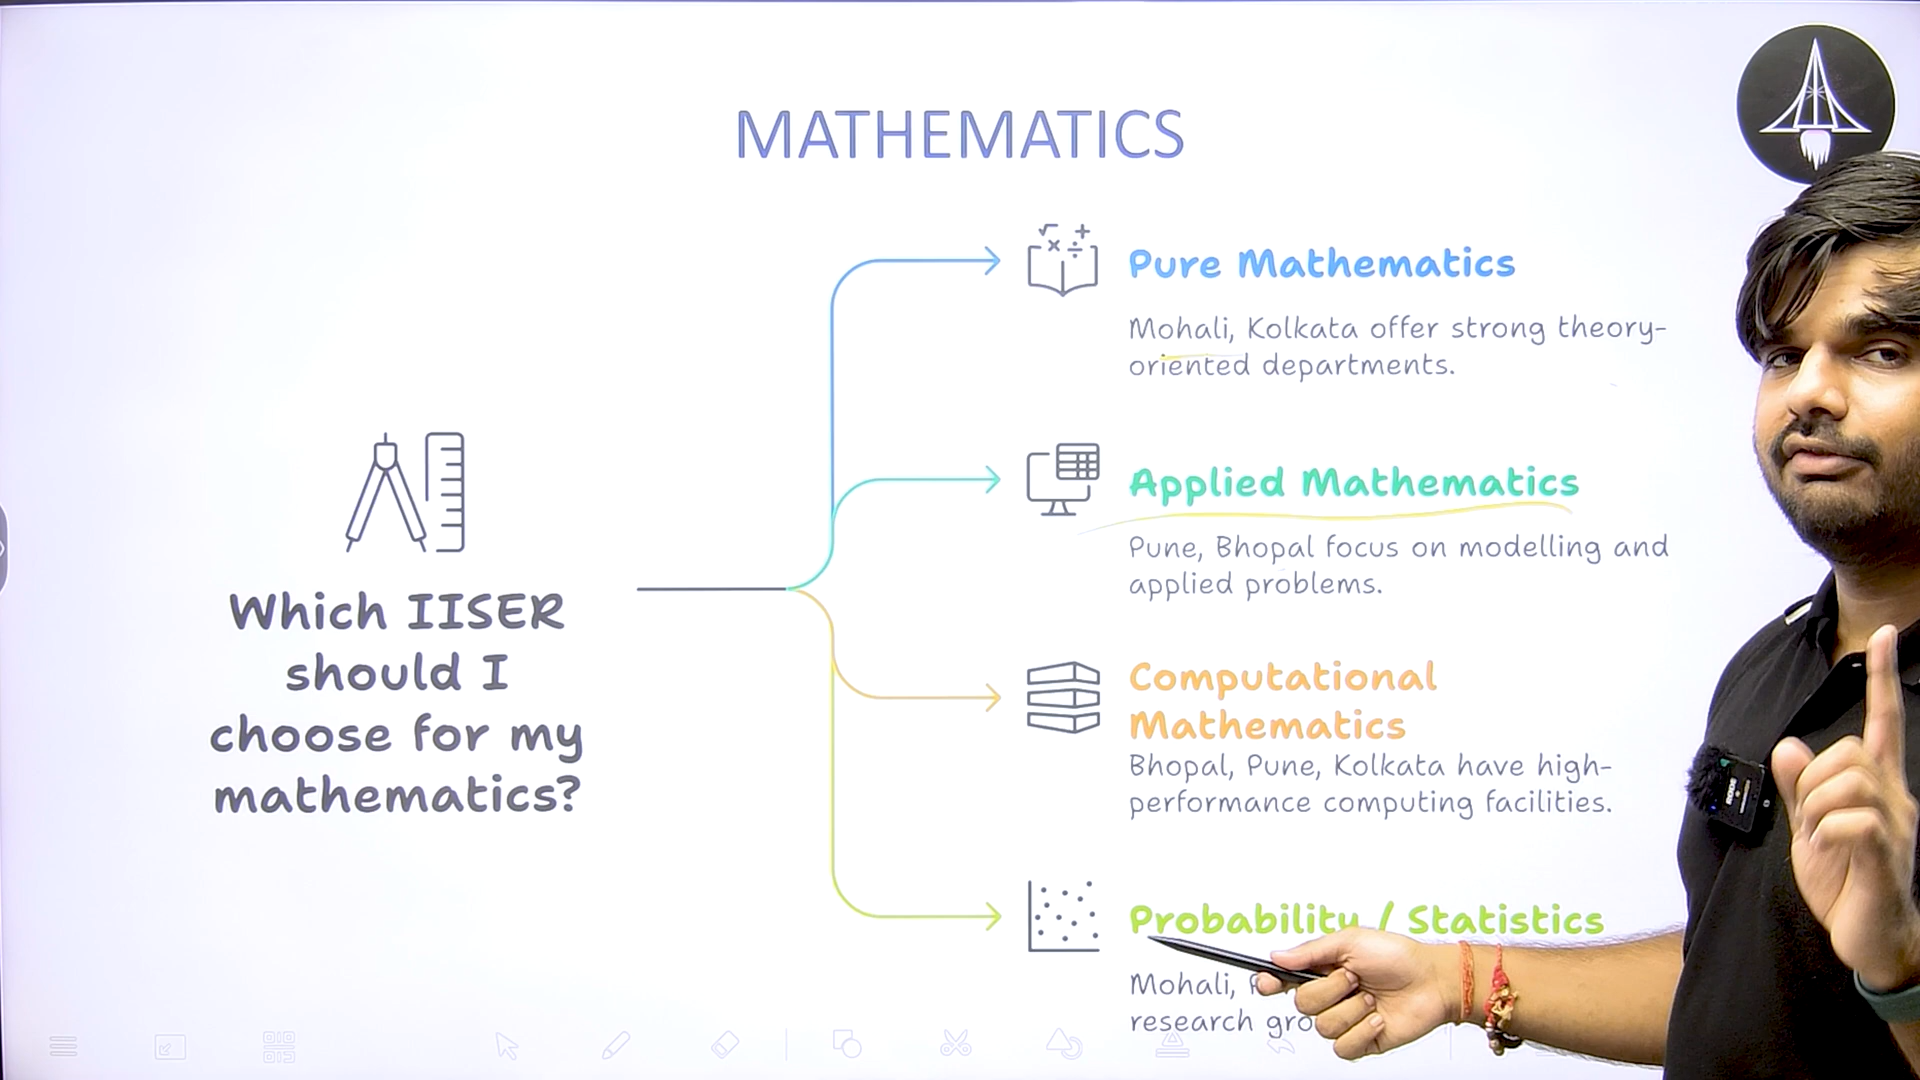 MATHEMATICS
Which IISER
should I
choose for my
mathematics?
Pure Mathematics
Mohali, Kolkata offer strong theory-
oriented departments.
Applied Mathematics
Pune, Bhopal focus on modelling and
applied problems.
Computational
Mathematics
Bhopal, Pune, Kolkata have high-
performance computing facilities.
Probability / Statistics
Mohali,
research